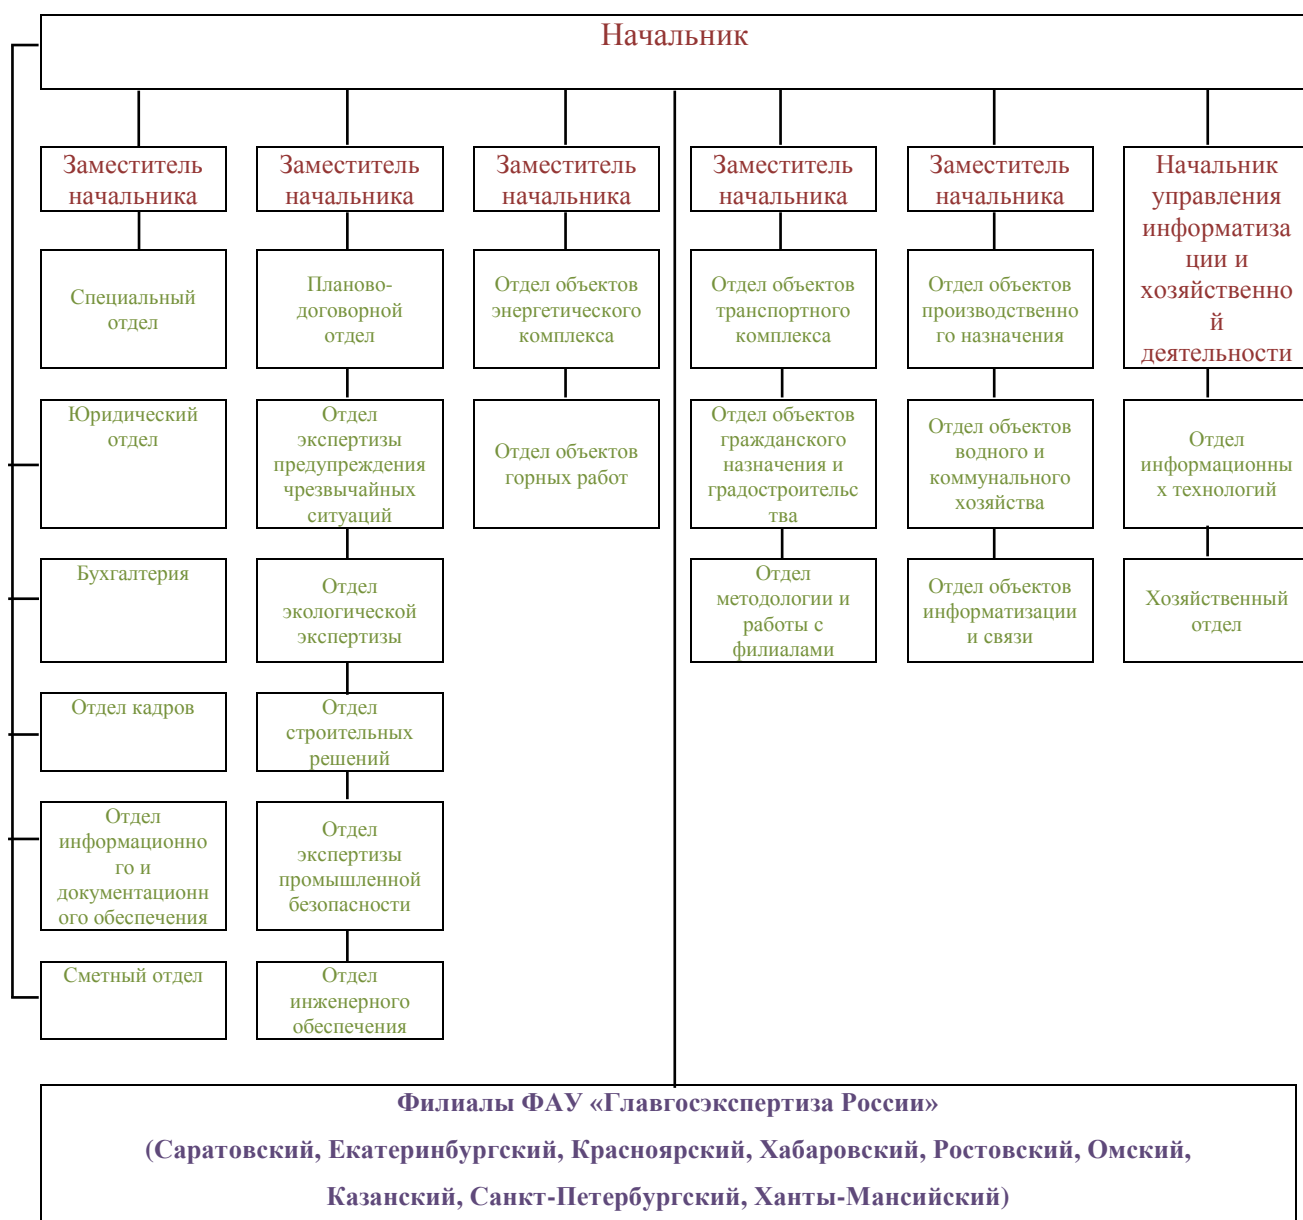 Начальник
Заместитель
начальника
Заместитель
начальника
Заместитель
начальника
Заместитель
начальника
Заместитель
начальника
Начальник
управления
информатиза
ции и
хозяйственно
й
деятельности
Специальный
отдел
Планово-
договорной
отдел
Отдел объектов
энергетического
комплекса
Отдел объектов
транспортного
комплекса
Отдел объектов
производственно
го назначения
Юридический
отдел
Отдел
экспертизы
предупреждения
чрезвычайных
ситуаций
Отдел объектов
горных работ
Отдел объектов
гражданского
назначения и
градостроительс
тва
Отдел объектов
водного и
коммунального
хозяйства
Отдел
информационны
х технологий
Бухгалтерия
Отдел
экологической
экспертизы
Отдел
методологии и
работы с
филиалами
Отдел объектов
информатизации
и связи
Хозяйственный
отдел
Отдел кадров
Отдел
строительных
решений
Отдел
информационно
го и
документационн
ого обеспечения
Отдел
экспертизы
промышленной
безопасности
Сметный отдел
Отдел
инженерного
обеспечения
Филиалы ФАУ «Главгосэкспертиза России»
(Саратовский, Екатеринбургский, Красноярский, Хабаровский, Ростовский, Омский,
Казанский, Санкт-Петербургский, Ханты-Мансийский)